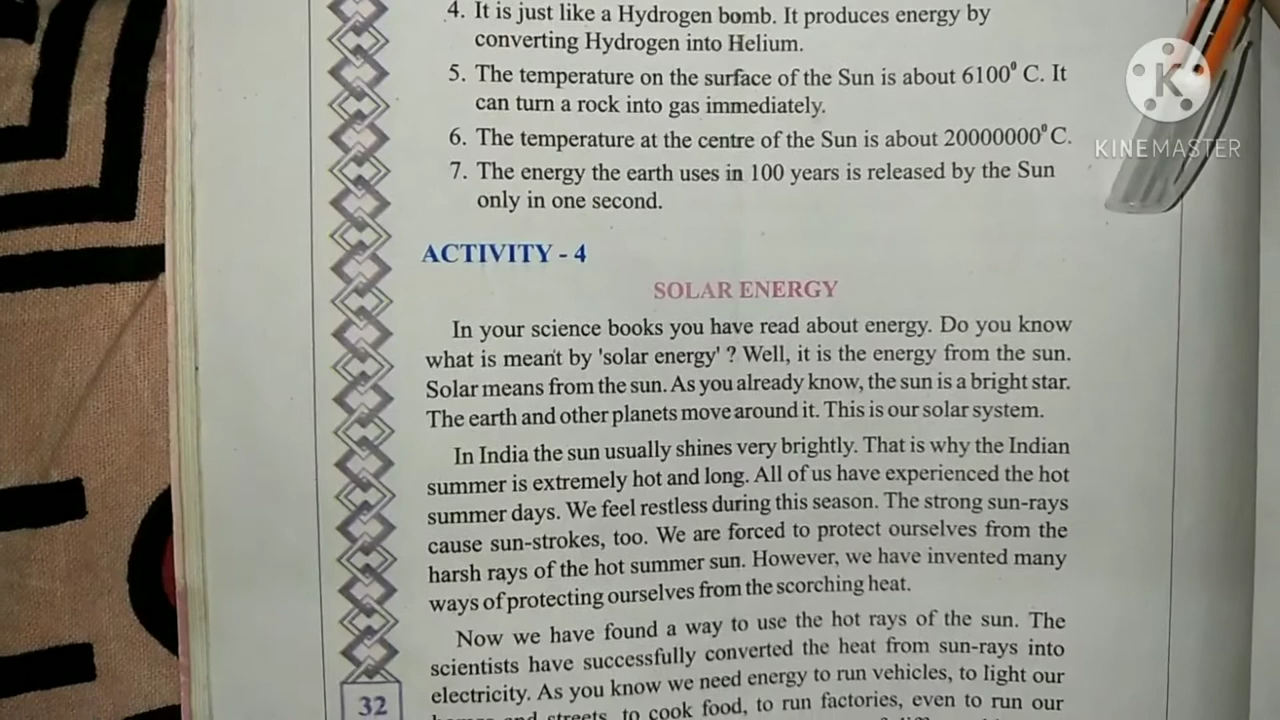 4. It is just like a Hydrogen bomb. It produces energy by
converting Hydrogen into Helium.
5. The temperature on the surface of the Sun is about 6100⁰ C. It
can turn a rock into gas immediately.
6. The temperature at the centre of the Sun is about 20000000⁰C.
7. The energy the earth uses in 100 years is released by the Sun
only in one second.
K
KINEMASTER
ACTIVITY - 4
SOLAR ENERGY
In your science books you have read about energy. Do you know
what is meant by 'solar energy' ? Well, it is the energy from the sun.
Solar means from the sun. As you already know, the sun is a bright star.
The earth and other planets move around it. This is our solar system.
In India the sun usually shines very brightly. That is why the Indian
summer is extremely hot and long. All of us have experienced the hot
summer days. We feel restless during this season. The strong sun-rays
cause sun-strokes, too. We are forced to protect ourselves from the
harsh rays of the hot summer sun. However, we have invented many
ways of protecting ourselves from the scorching heat.
Now we have found a way to use the hot rays of the sun. The
scientists have successfully converted the heat from sun-rays into
electricity. As you know we need energy to run vehicles, to light our
and streets, to cook food, to run factories, even to run our
32